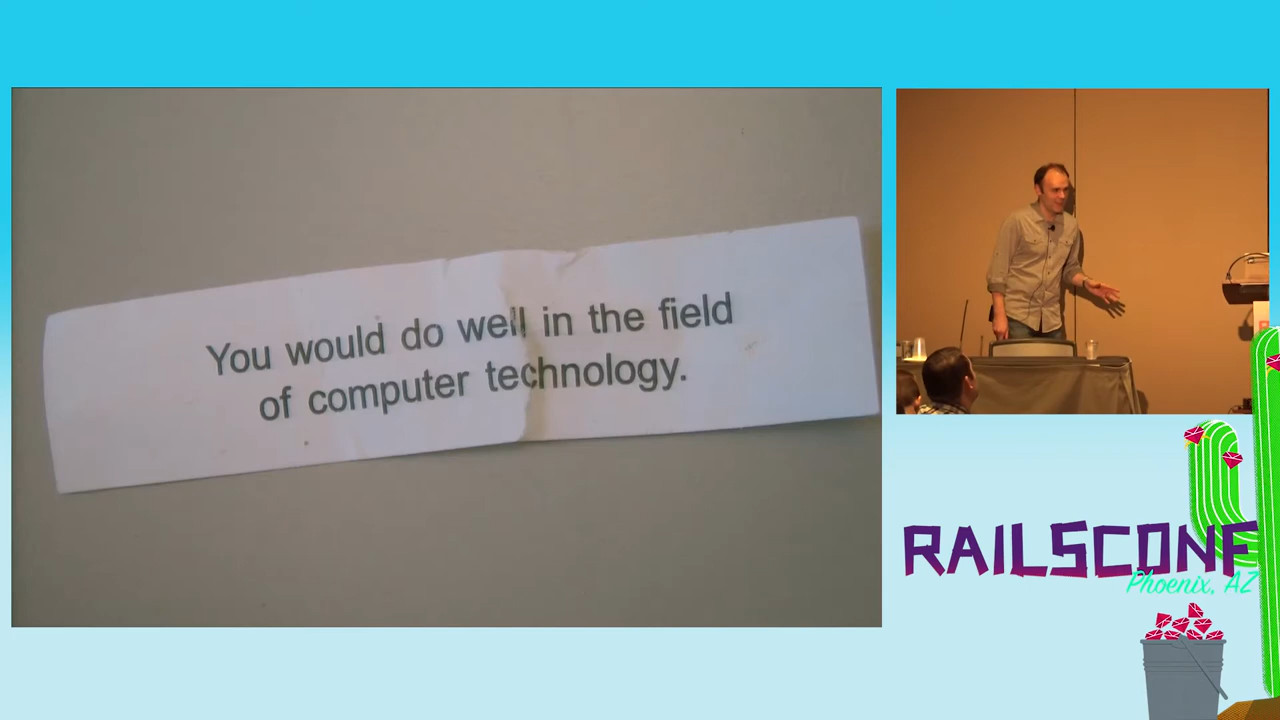 You would do well in the field
of computer technology.
RAILSCONF
Phoenix, AZ